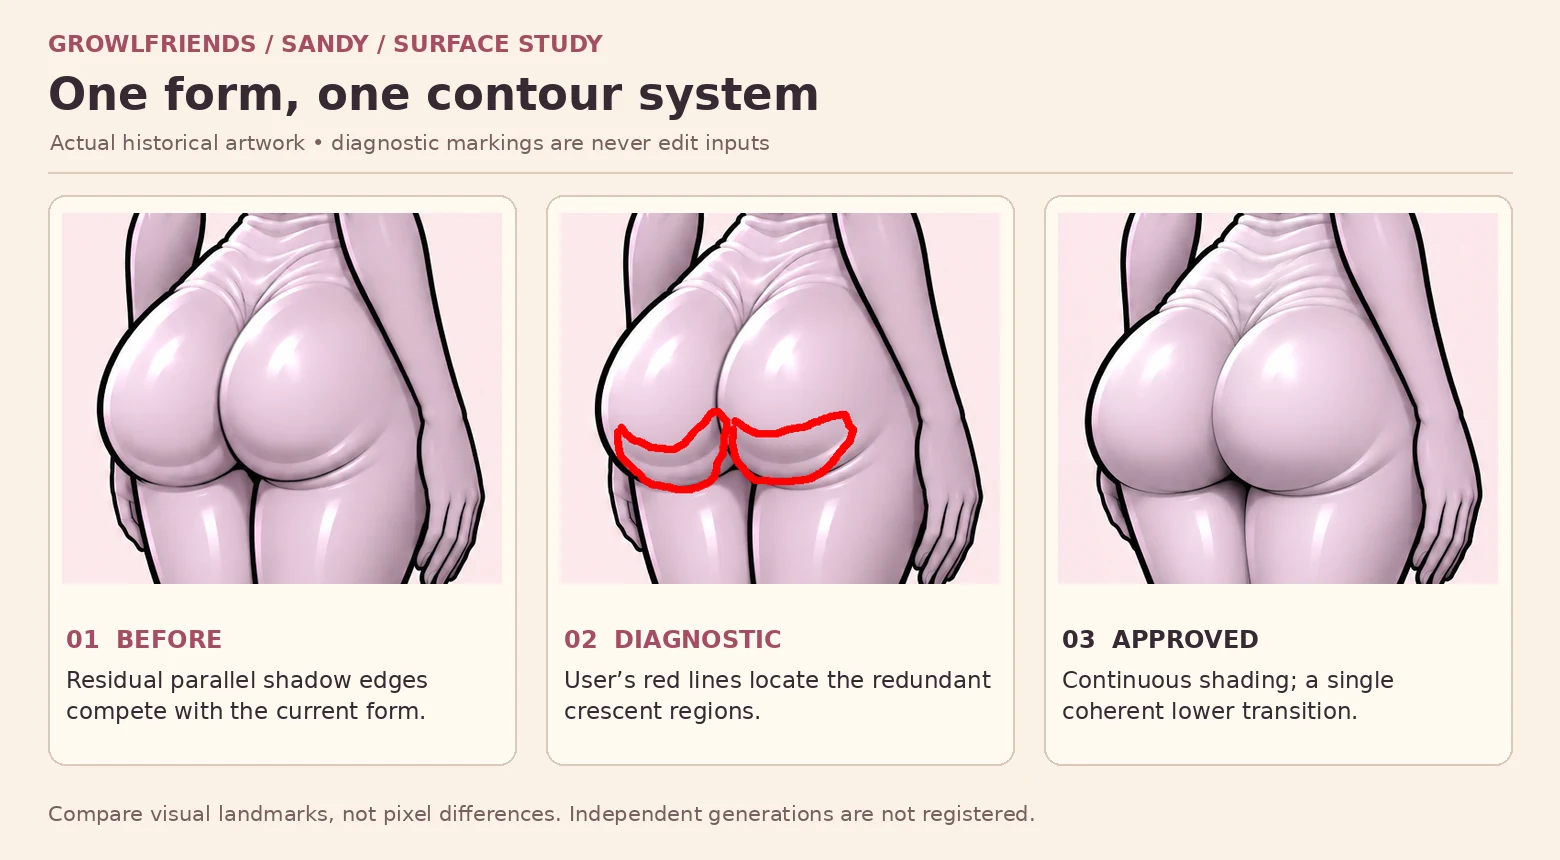 GROWLFRIENDS / SANDY / SURFACE STUDY
One form, one contour system
Actual historical artwork • diagnostic markings are never edit inputs
01 BEFORE
Residual parallel shadow edges
compete with the current form.
02 DIAGNOSTIC
User’s red lines locate the redundant
crescent regions.
03 APPROVED
Continuous shading; a single
coherent lower transition.
Compare visual landmarks, not pixel differences. Independent generations are not registered.